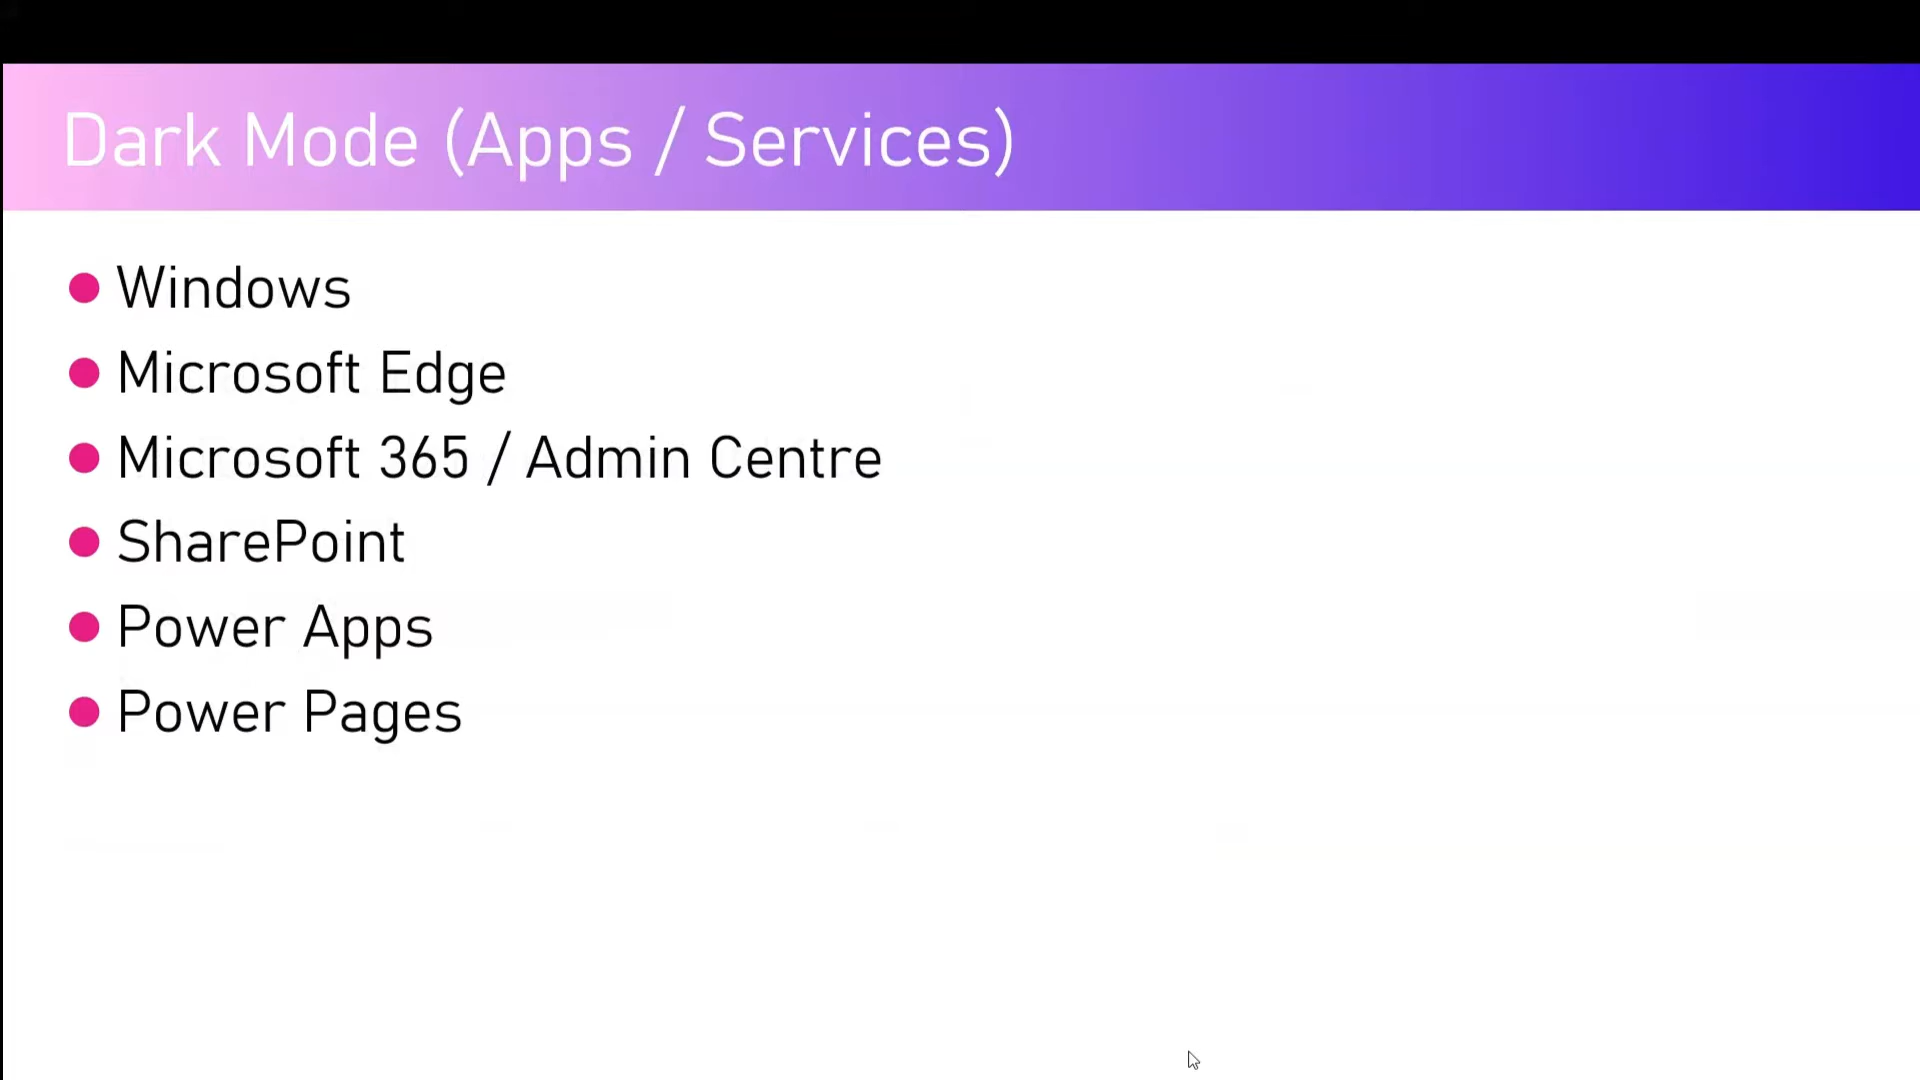 Dark Mode (Apps / Services)
Windows
Microsoft Edge
Microsoft 365 / Admin Centre
SharePoint
Power Apps
Power Pages